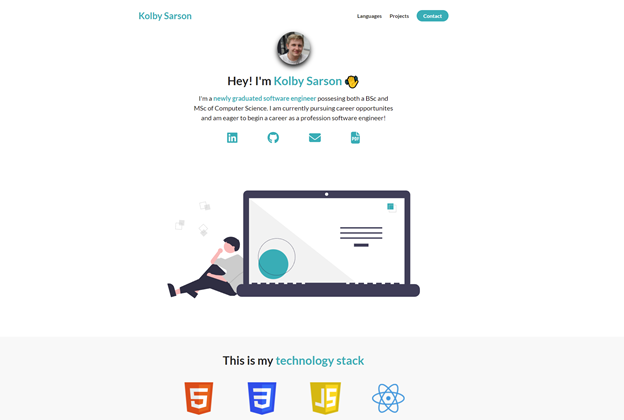 Kolby Sarson
Languages
Projects
Contact
Hey! I'm Kolby Sarson
I'm a newly graduated software engineer possesing both a BSc and
MSc of Computer Science. I am currently pursuing career opportunites
and am eager to begin a career as a profession software engineer!
PDF
This is my technology stack
5
3
JS